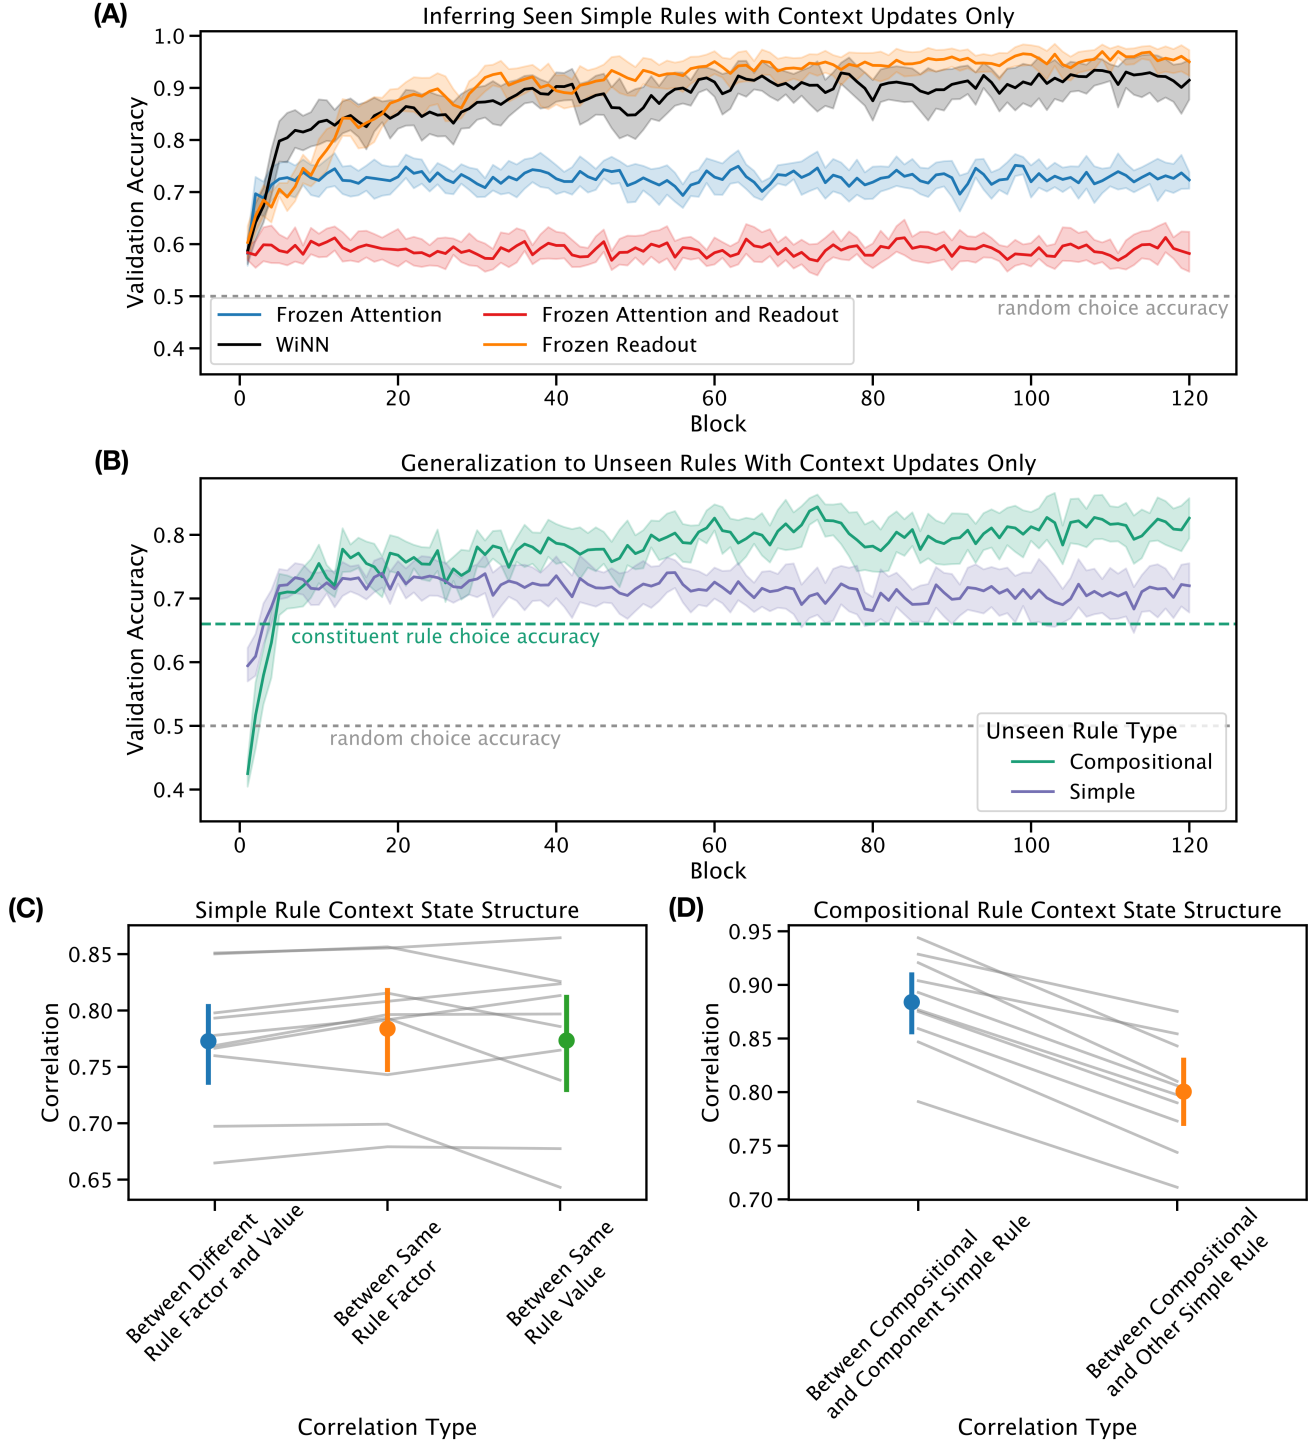 (A)
Inferring Seen Simple Rules with Context Updates Only
Validation Accuracy
1.0
0.9
0.8
0.7
0.6
0.5
0.4
random choice accuracy
Frozen Attention
WiNN
Frozen Attention and Readout
Frozen Readout
0
20
40
60
80
100
120
Block
(B)
Generalization to Unseen Rules With Context Updates Only
Validation Accuracy
0.8
0.7
0.6
0.5
0.4
constituent rule choice accuracy
random choice accuracy
Unseen Rule Type
Compositional
Simple
0
20
40
60
80
100
120
Block
(C)
Simple Rule Context State Structure
Correlation
0.85
0.80
0.75
0.70
0.65
Between Different
Rule Factor and Value
Between Same
Rule Factor
Between Same
Rule Value
Correlation Type
(D)
Compositional Rule Context State Structure
Correlation
0.95
0.90
0.85
0.80
0.75
0.70
Between Compositional
and Component Simple Rule
Between Compositional
and Other Simple Rule
Correlation Type